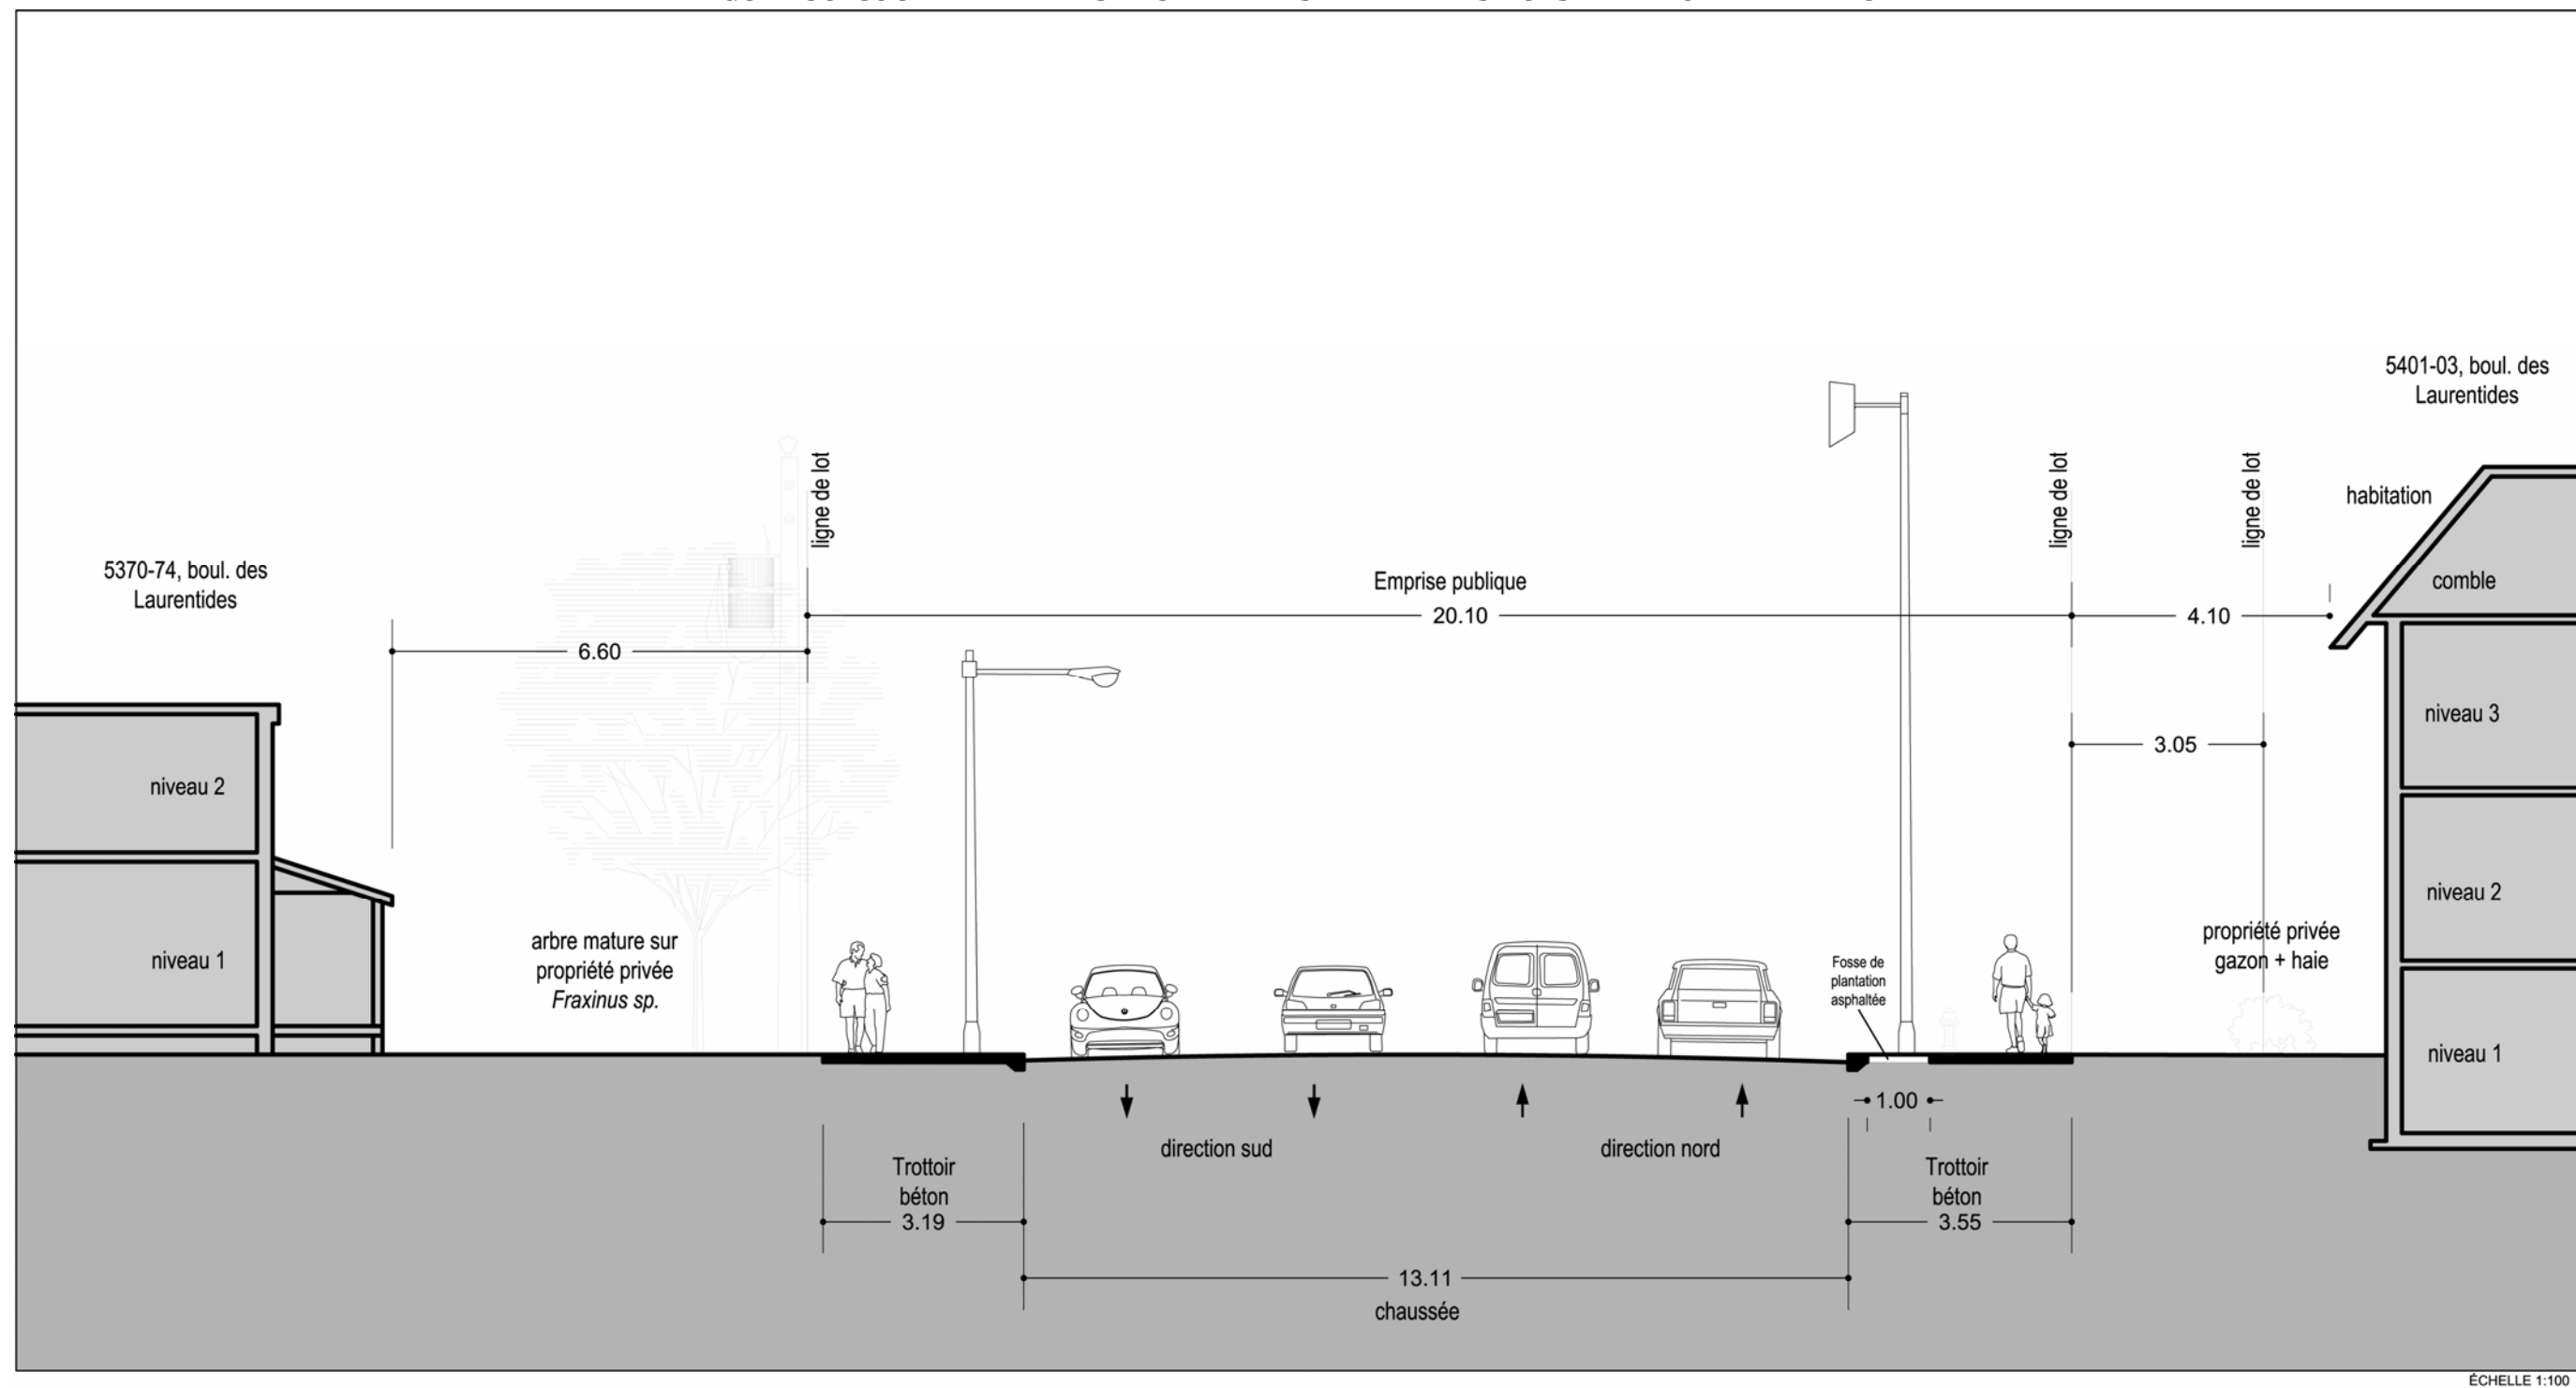 5401-03, boul. des
Laurentides
ligne de lot
ligne de lot
ligne de lot
habitation
5370-74, boul. des
Laurentides
Emprise publique
comble
20.10
4.10
6.60
niveau 3
3.05
niveau 2
niveau 2
arbre mature sur
propriété privée
Fraxinus sp.
niveau 1
Fosse de
plantation
asphaltée
propriété privée
gazon + haie
niveau 1
1.00
direction sud
direction nord
Trottoir
béton
3.19
Trottoir
béton
3.55
13.11
chaussée
ÉCHELLE 1:100